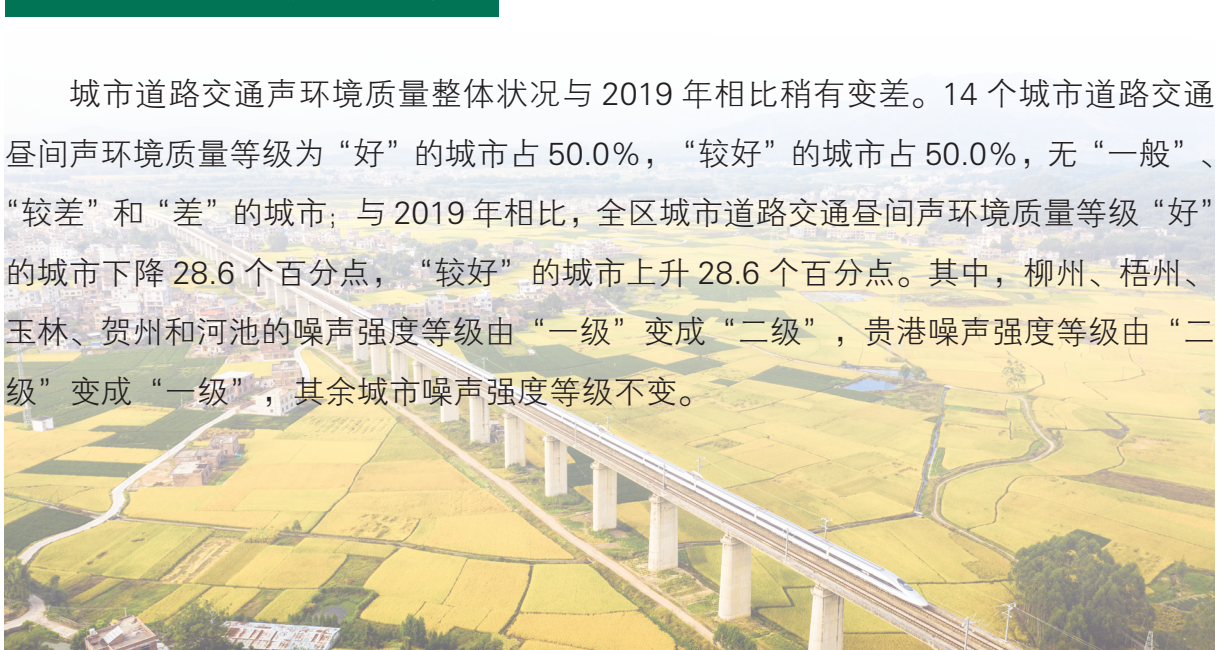 城市道路交通声环境质量整体状况与 2019 年相比稍有变差。14 个城市道路交通
昼间声环境质量等级为“好”的城市占 50.0%，“较好”的城市占 50.0%，无“一般”、
“较差”和“差”的城市；与 2019 年相比，全区城市道路交通昼间声环境质量等级“好”
的城市下降 28.6 个百分点，“较好”的城市上升 28.6 个百分点。其中，柳州、梧州、
玉林、贺州和河池的噪声强度等级由“一级”变成“二级”，贵港噪声强度等级由“二
级”变成“一级”，其余城市噪声强度等级不变。